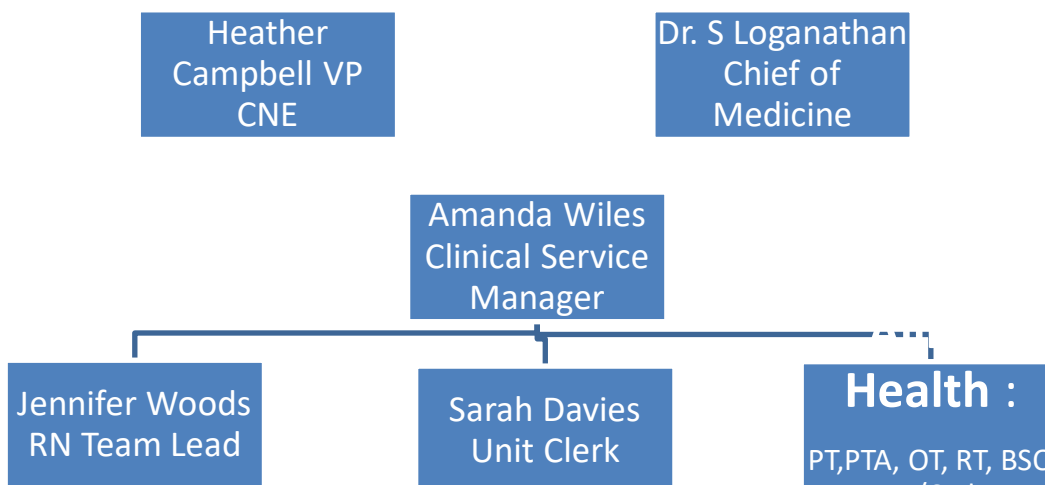 Heather
Campbell VP
CNE
Dr. S Loganathan
Chief of
Medicine
Amanda Wiles
Clinical Service
Manager
Jennifer Woods
RN Team Lead
Sarah Davies
Unit Clerk
Health :
PT,PTA, OT, RT,